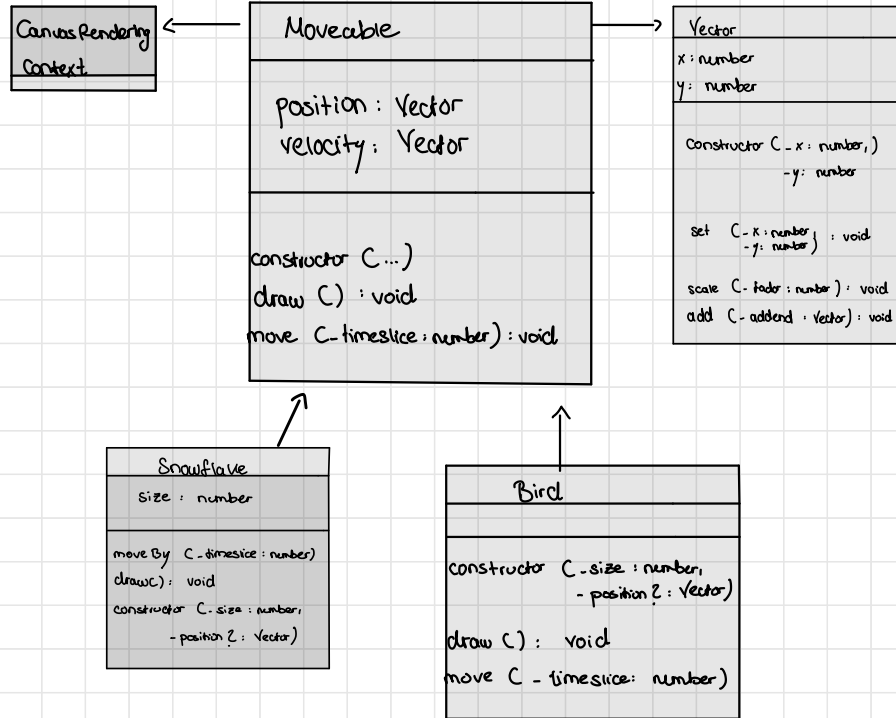 CanvasRendering
Context
Moveable
position : Vector
velocity : Vector
constructor (...)
draw () : void
move (_timeslice : number) : void
Vector
x : number
y : number
constructor (_x : number, )
_y : number
set (_x : number,
_y : number) : void
scale (_factor : number) : void
add (_addend : Vector) : void
Snowflake
size : number
moveBy (_timeslice : number)
draw() : void
constructor (_size : number,
_position? : Vector)
Bird
constructor (_size : number,
_position? : Vector)
draw () : void
move (_timeslice : number)